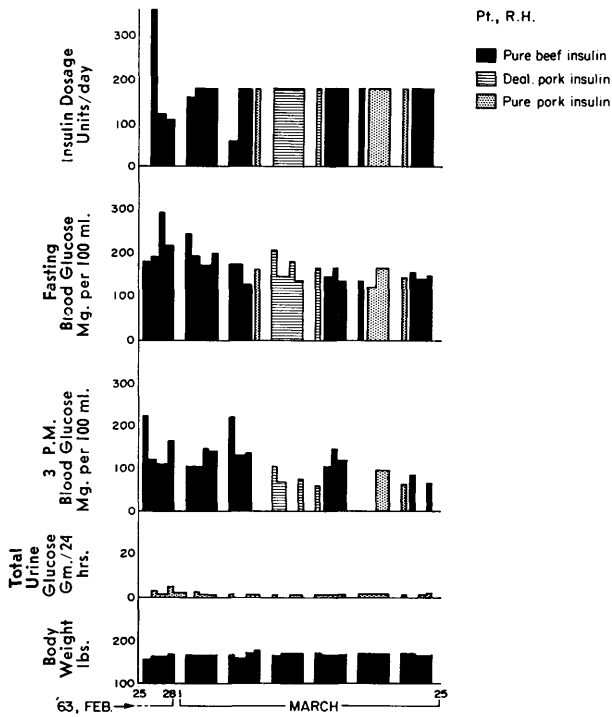 Pt., R.H.
Pure beef insulin
Deal. pork insulin
Pure pork insulin
Insulin Dosage
Units/day
300
200
100
0
Fasting
Blood Glucose
Mg. per 100 ml.
300
200
100
0
3 P.M.
Blood Glucose
Mg. per 100 ml.
300
200
100
0
Total
Urine
Glucose
Gm./24
hrs.
20
0
Body
Weight
lbs.
200
100
25
28
1
25
'63, FEB.
MARCH